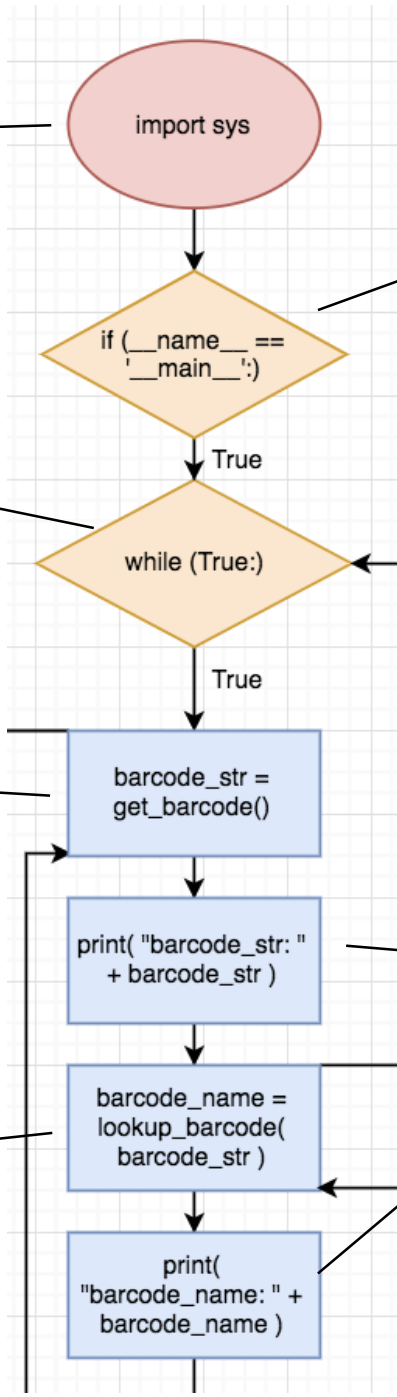 import sys
if (__name__ ==
'__main__':)
True
while (True:)
True
barcode_str =
get_barcode()
print( "barcode_str: "
+ barcode_str )
barcode_name =
lookup_barcode(
barcode_str )
print(
"barcode_name: " +
barcode_name )